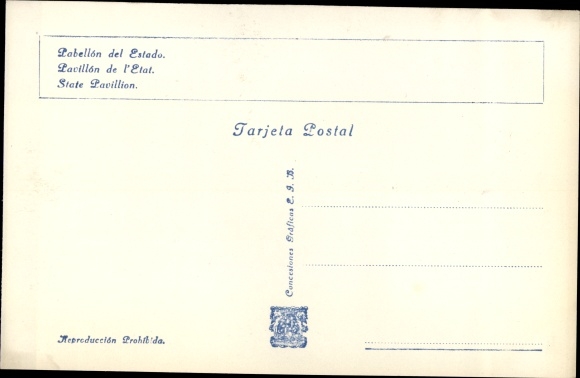 Pabellón del Estado.
Pavillón de l'Etat.
State Pavillion.
Tarjeta Postal
Concesiones Gráficas E. I. B.
Reproducción Prohibida.